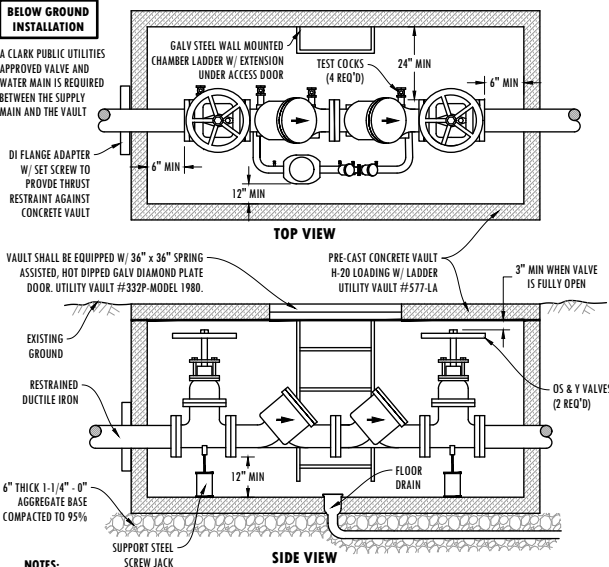 BELOW GROUND
INSTALLATION
A CLARK PUBLIC UTILITIES
APPROVED VALVE AND
WATER MAIN IS REQUIRED
BETWEEN THE SUPPLY
MAIN AND THE VAULT
DI FLANGE ADAPTER
W/ SET SCREW TO
PROVDE THRUST
RESTRAINT AGAINST
CONCRETE VAULT
GALV STEEL WALL MOUNTED
CHAMBER LADDER W/ EXTENSION
UNDER ACCESS DOOR
TEST COCKS
(4 REQ'D)
24" MIN
6" MIN
6" MIN
12" MIN
TOP VIEW
VAULT SHALL BE EQUIPPED W/ 36" x 36" SPRING
ASSISTED, HOT DIPPED GALV DIAMOND PLATE
DOOR. UTILITY VAULT #332P-MODEL 1980.
PRE-CAST CONCRETE VAULT
H-20 LOADING W/ LADDER
UTILITY VAULT #577-LA
3" MIN WHEN VALVE
IS FULLY OPEN
EXISTING
GROUND
RESTRAINED
DUCTILE IRON
OS & Y VALVES
(2 REQ'D)
12" MIN
FLOOR
DRAIN
6" THICK 1-1/4" - 0"
AGGREGATE BASE
COMPACTED TO 95%
SUPPORT STEEL
SCREW JACK
SIDE VIEW
NOTES: